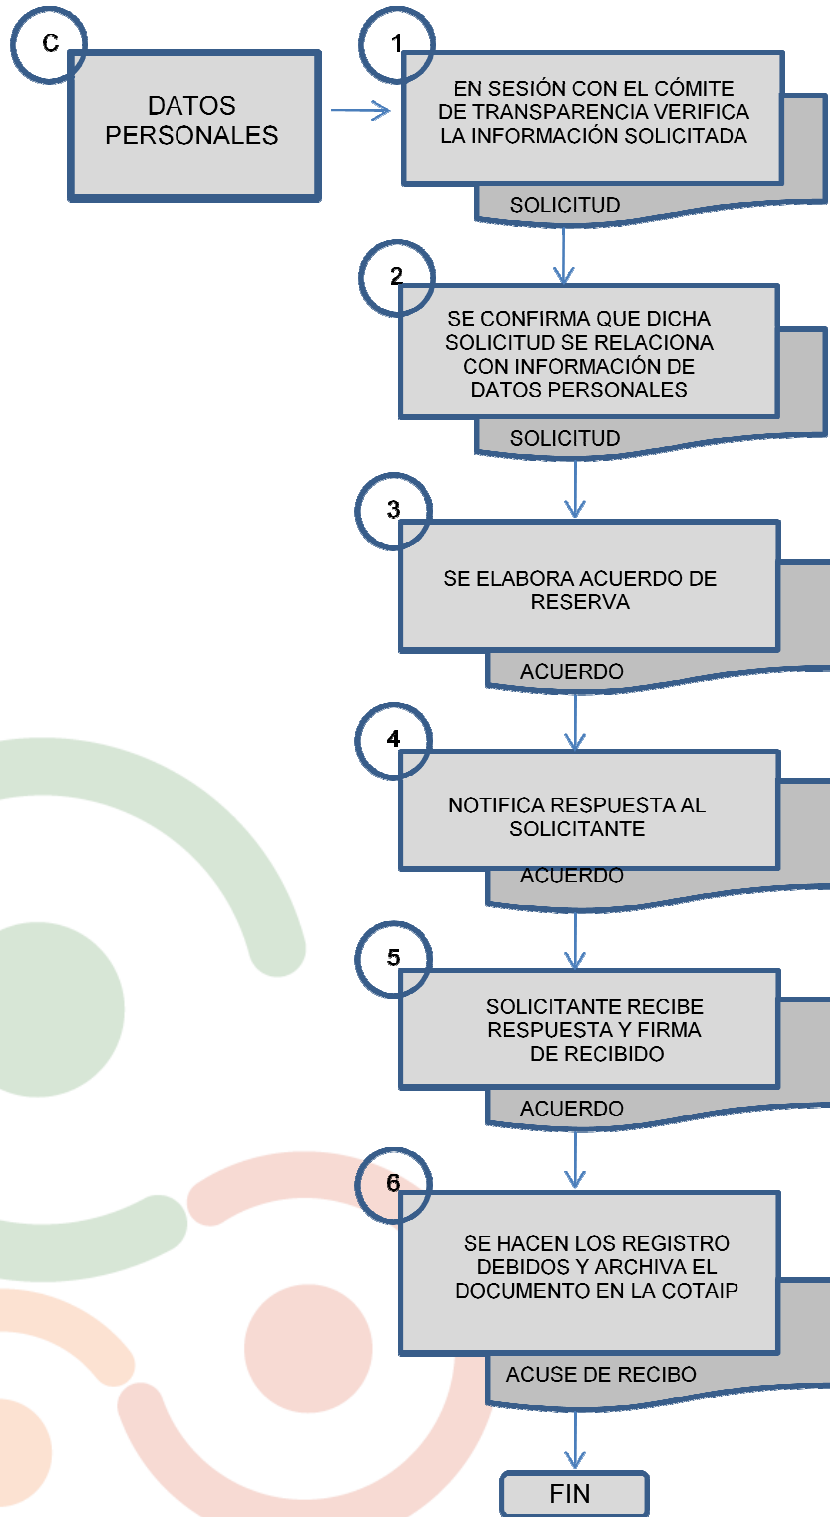 C
DATOS
PERSONALES
1
EN SESIÓN CON EL CÓMITE
DE TRANSPARENCIA VERIFICA
LA INFORMACIÓN SOLICITADA
SOLICITUD
2
SE CONFIRMA QUE DICHA
SOLICITUD SE RELACIONA
CON INFORMACIÓN DE
DATOS PERSONALES
SOLICITUD
3
SE ELABORA ACUERDO DE
RESERVA
ACUERDO
4
NOTIFICA RESPUESTA AL
SOLICITANTE
ACUERDO
5
SOLICITANTE RECIBE
RESPUESTA Y FIRMA
DE RECIBIDO
ACUERDO
6
SE HACEN LOS REGISTRO
DEBIDOS Y ARCHIVA EL
DOCUMENTO EN LA COTAIP
ACUSE DE RECIBO
FIN